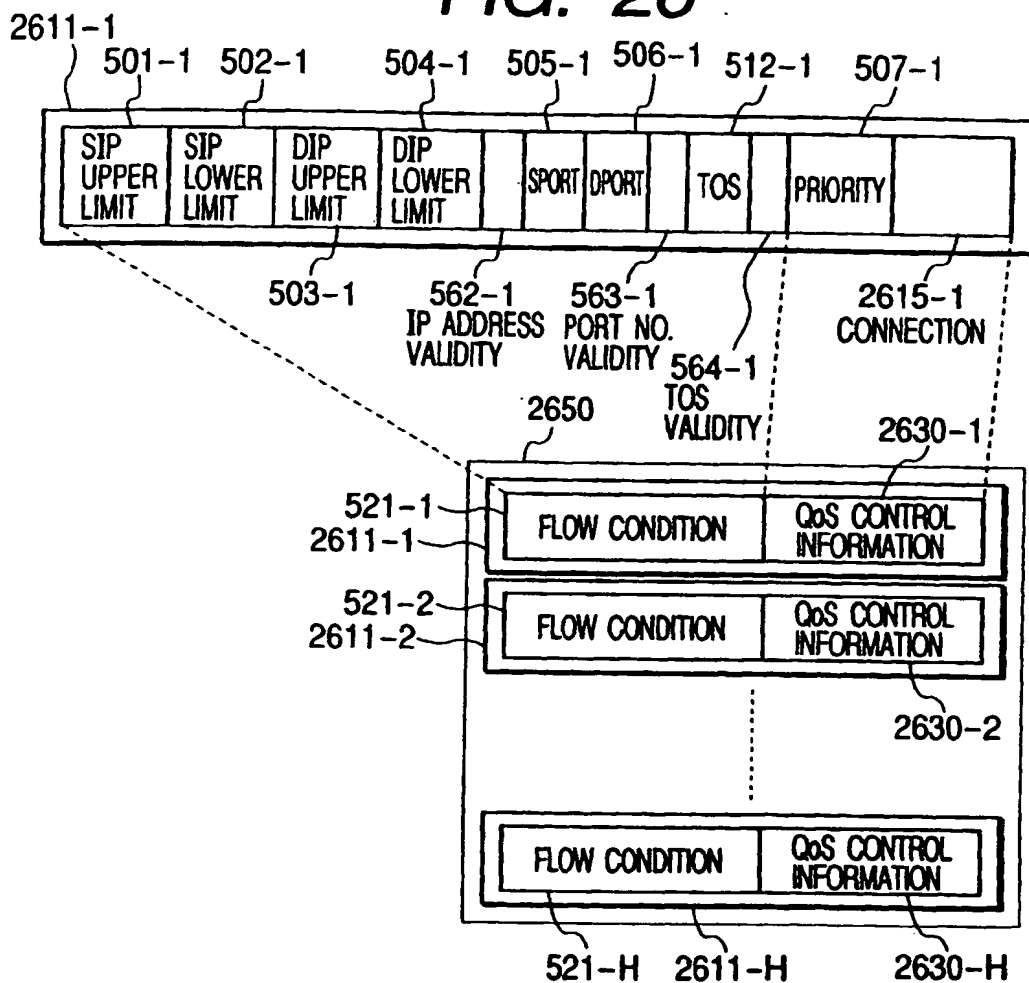 FIG. 26
2611-1
501-1 502-1 504-1 505-1 506-1 512-1 507-1
SIP UPPER LIMIT
SIP LOWER LIMIT
DIP UPPER LIMIT
DIP LOWER LIMIT
SPORT
DPORT
TOS
PRIORITY
503-1
562-1
IP ADDRESS
VALIDITY
563-1
PORT NO.
VALIDITY
564-1
TOS
VALIDITY
2615-1
CONNECTION
2650
2630-1
521-1
2611-1
FLOW CONDITION
QoS CONTROL
INFORMATION
521-2
2611-2
FLOW CONDITION
QoS CONTROL
INFORMATION
2630-2
FLOW CONDITION
QoS CONTROL
INFORMATION
521-H 2611-H 2630-H